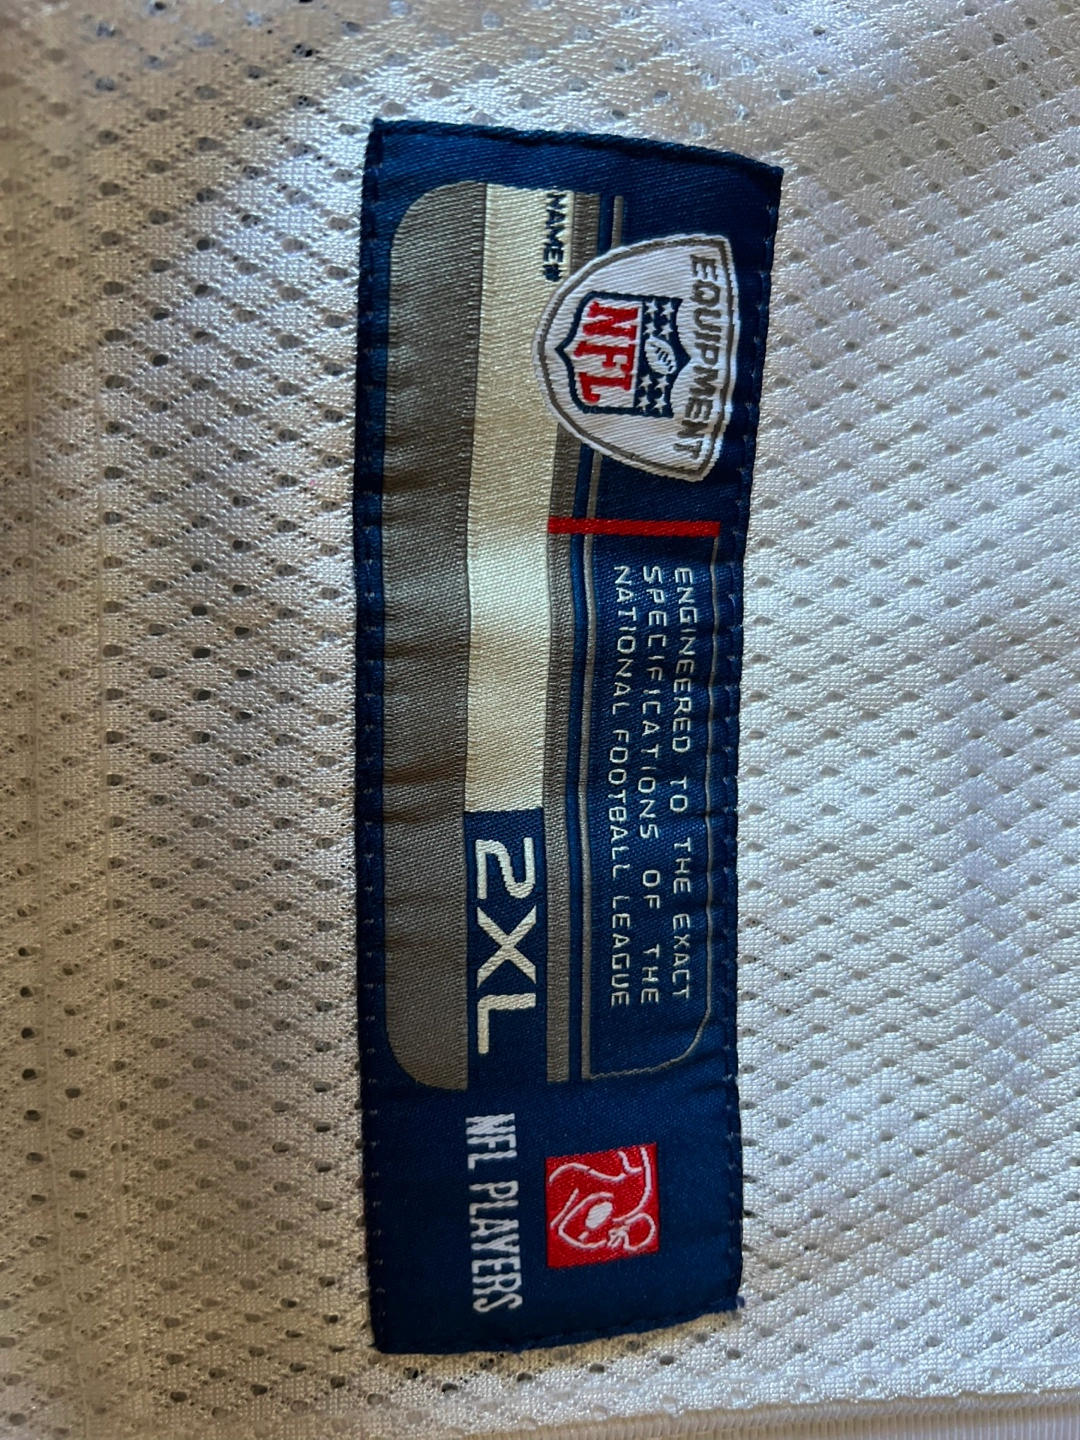 EQUIPMENT
NFL
ENGINEERED TO THE EXACT
SPECIFICATIONS OF THE
NATIONAL FOOTBALL LEAGUE
NAME
2XL
NFL PLAYERS